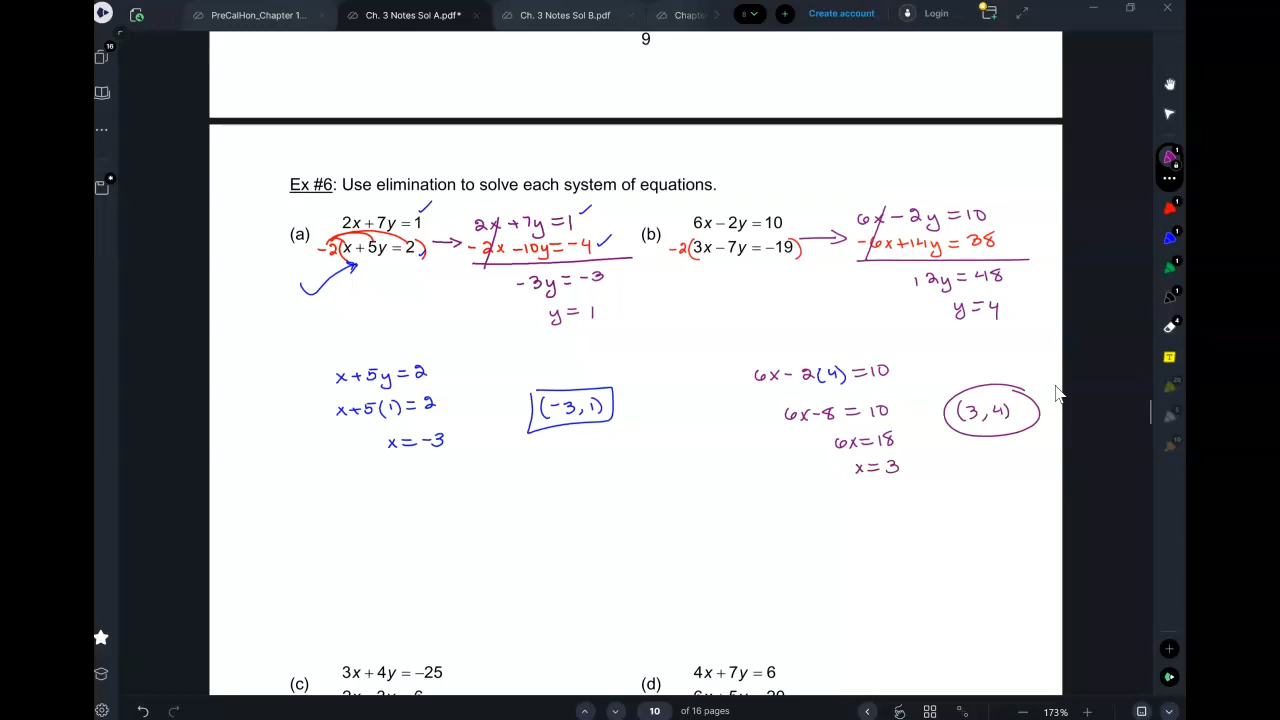 PreCalHon_Chapter 1...
Ch. 3 Notes Sol A.pdf*
Ch. 3 Notes Sol B.pdf
Chapte
8
Create account
Login
16
9
Ex #6: Use elimination to solve each system of equations.
(a)
2x + 7y = 1
-2(x + 5y = 2)
2x + 7y = 1
-2x - 10y = -4
-3y = -3
y = 1
x + 5y = 2
x + 5(1) = 2
x = -3
(-3, 1)
(b)
6x − 2y = 10
-2(3x − 7y = −19)
6x - 2y = 10
-6x + 14y = 38
12y = 48
y = 4
6x - 2(4) = 10
6x - 8 = 10
6x = 18
x = 3
(3, 4)
(c)
3x + 4y = −25
(d)
4x + 7y = 6
10
of 16 pages
173%